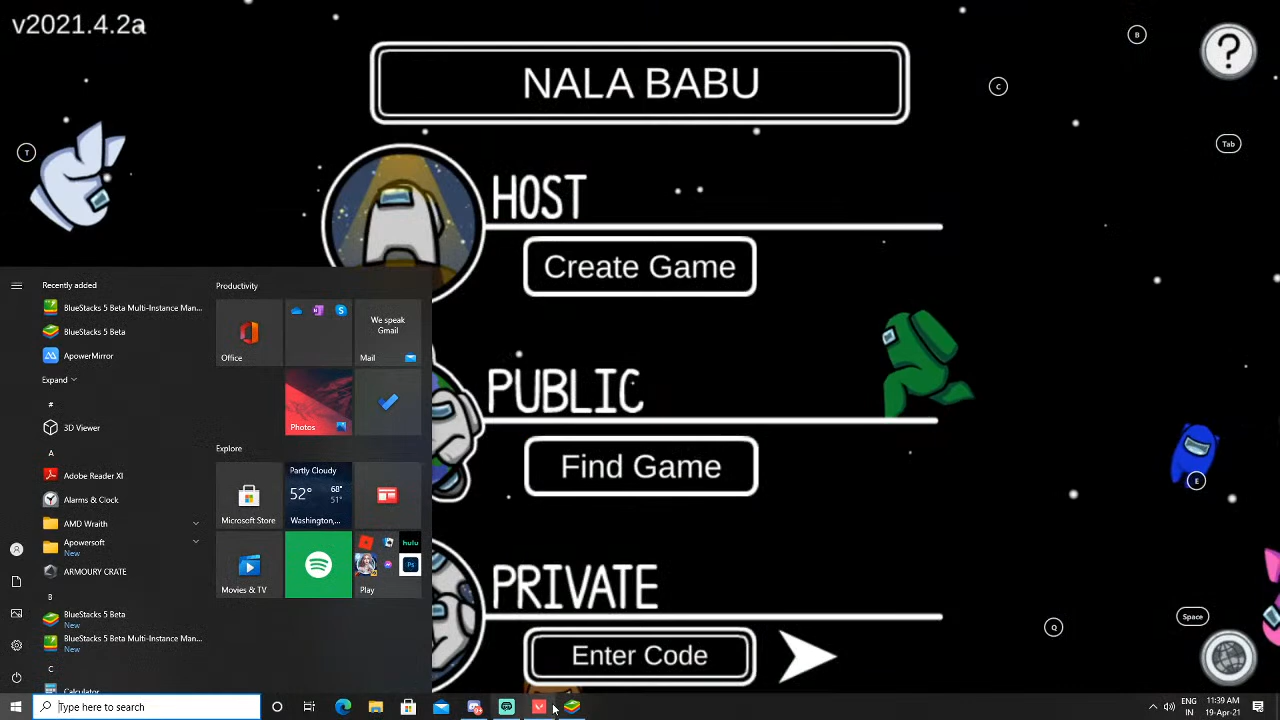 v2021.4.2a
NALA BABU
B
C
T
Tab
HOST
Create Game
PUBLIC
Find Game
E
PRIVATE
Enter Code
Q
Space
Recently added
BlueStacks 5 Beta Multi-Instance Man...
BlueStacks 5 Beta
ApowerMirror
Expand
#
3D Viewer
A
Adobe Reader XI
Alarms & Clock
AMD Wraith
Apowersoft
New
ARMOURY CRATE
B
BlueStacks 5 Beta
New
BlueStacks 5 Beta Multi-Instance Man...
New
C
Calculator
Productivity
Office
We speak
Gmail
Mail
Photos
Explore
Microsoft Store
Partly Cloudy
52° 68°
51°
Washington,...
Movies & TV
hulu
Ps
Play
Type here to search
ENG
IN
11:39 AM
19-Apr-21